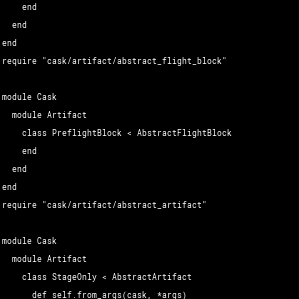 end
  end
end
require "cask/artifact/abstract_flight_block"

module Cask
  module Artifact
    class PreflightBlock < AbstractFlightBlock
    end
  end
end
require "cask/artifact/abstract_artifact"

module Cask
  module Artifact
    class StageOnly < AbstractArtifact
      def self.from_args(cask, *args)